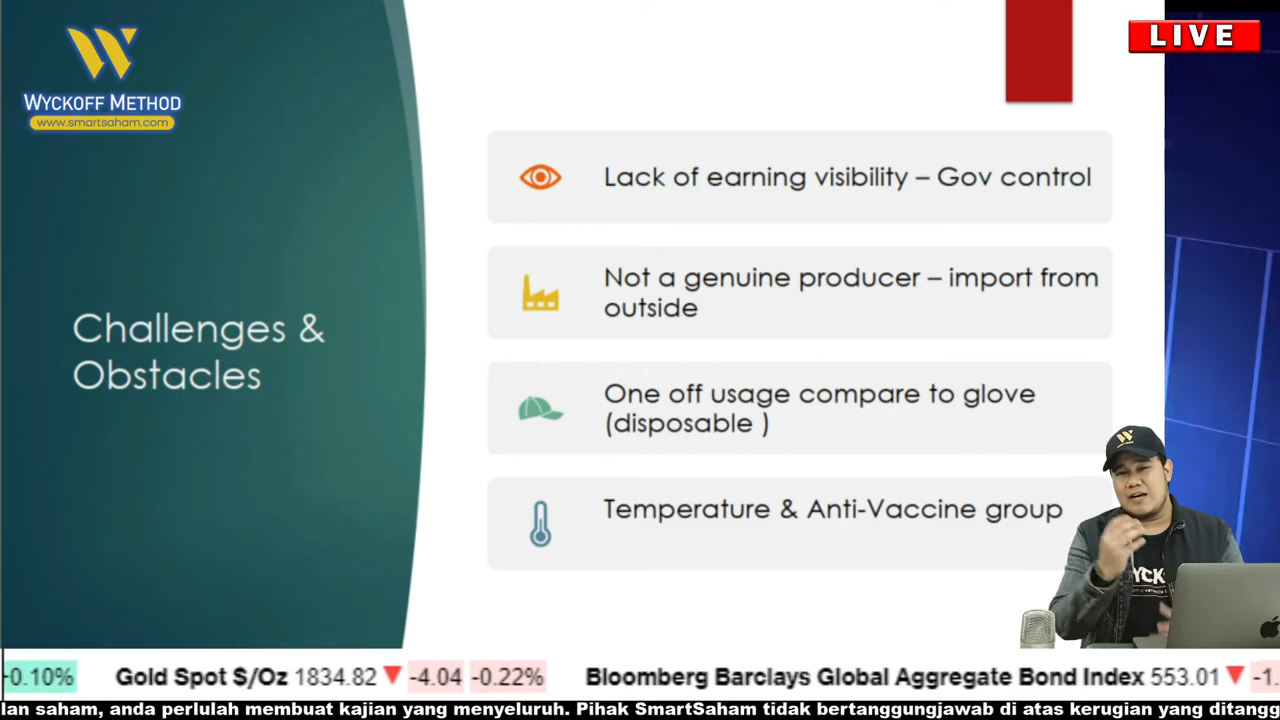 WYCKOFF METHOD
www.smartsaham.com
LIVE
Challenges &
Obstacles
Lack of earning visibility – Gov control
Not a genuine producer – import from
outside
One off usage compare to glove
(disposable )
Temperature & Anti-Vaccine group
-0.10% Gold Spot $/Oz 1834.82 ▼ -4.04 -0.22% Bloomberg Barclays Global Aggregate Bond Index 553.01 ▼ -1.
saham, anda perlulah membuat kajian yang menyeluruh. Pihak SmartSaham tidak bertanggungjawab di atas kerugian yang